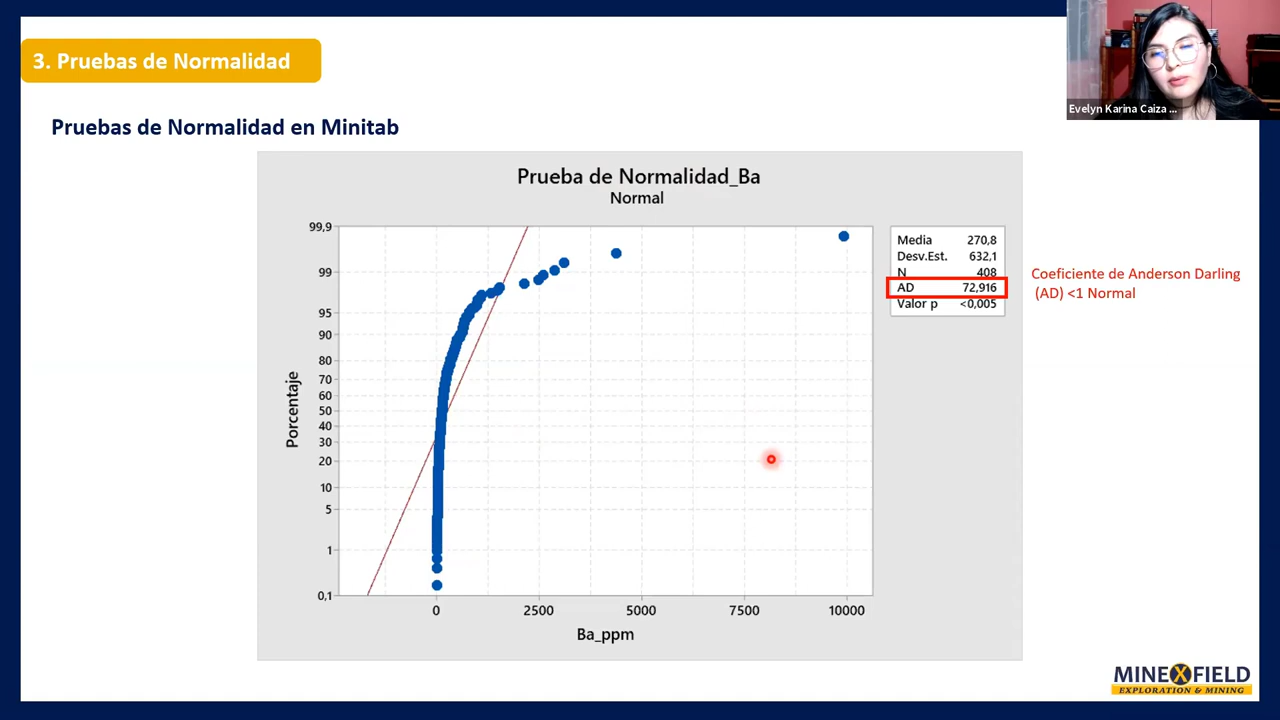 3. Pruebas de Normalidad
Evelyn Karina Caiza ...
Pruebas de Normalidad en Minitab
Prueba de Normalidad_Ba
Normal
99,9
99
95
90
80
70
60
50
40
30
20
10
5
1
0,1
Porcentaje
0
2500
5000
7500
10000
Ba_ppm
Media 270,8
Desv.Est. 632,1
N 408
AD 72,916
Valor p <0,005
Coeficiente de Anderson Darling
(AD) <1 Normal
MINEXFIELD
EXPLORATION & MINING